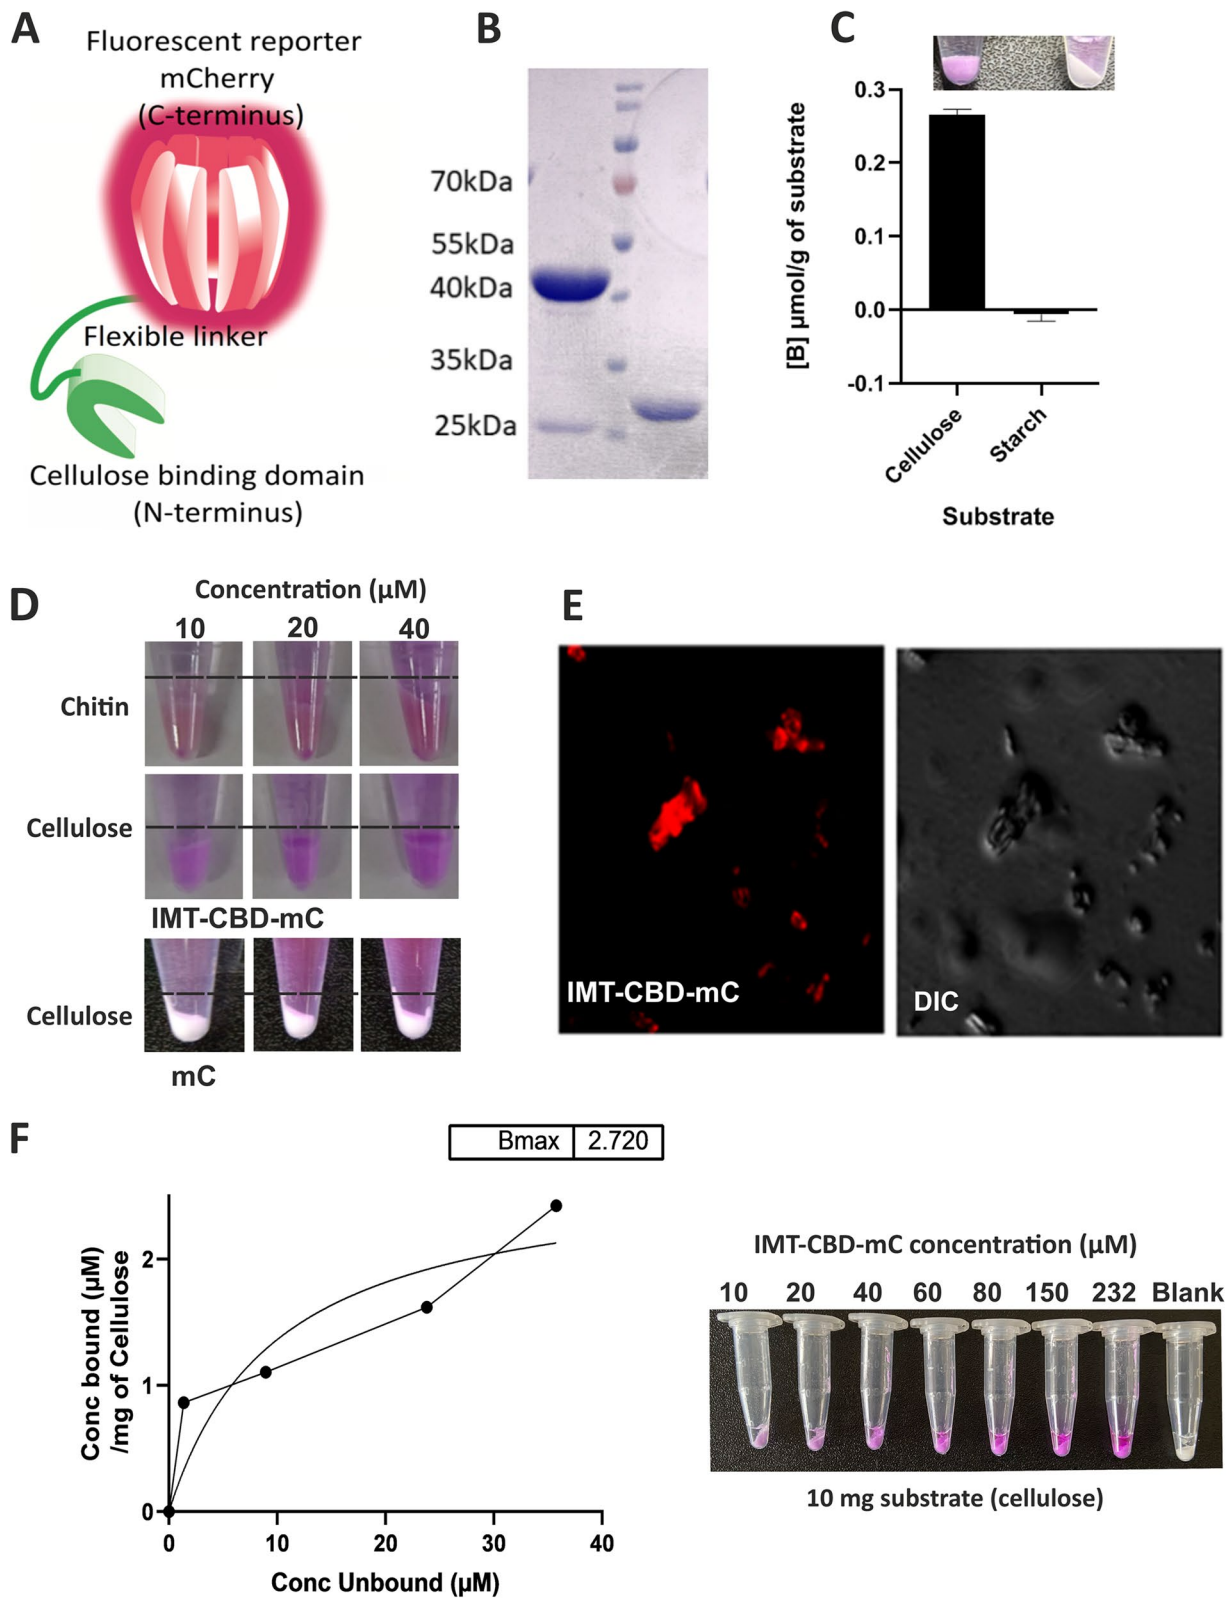 A
Fluorescent reporter
mCherry
(C-terminus)
Flexible linker
Cellulose binding domain
(N-terminus)
B
70kDa
55kDa
40kDa
35kDa
25kDa
C
[B] µmol/g of substrate
0.3
0.2
0.1
0.0
-0.1
Cellulose
Starch
Substrate
D
Concentration (µM)
10
20
40
Chitin
Cellulose
IMT-CBD-mC
Cellulose
mC
E
IMT-CBD-mC
DIC
F
Bmax
2.720
Conc bound (µM)
/mg of Cellulose
2
1
0
0
10
20
30
40
Conc Unbound (µM)
IMT-CBD-mC concentration (µM)
10
20
40
60
80
150
232
Blank
10 mg substrate (cellulose)